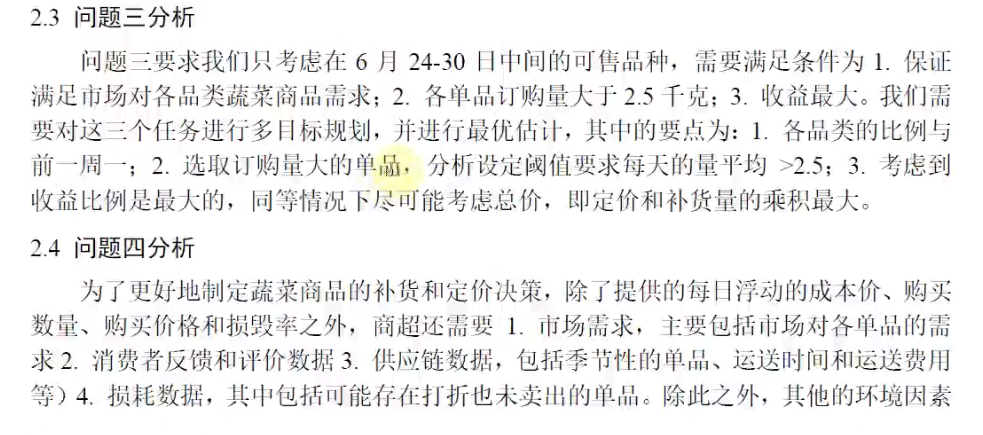 2.3 问题三分析
问题三要求我们只考虑在 6 月 24-30 日中间的可售品种，需要满足条件为 1. 保证
满足市场对各品类蔬菜商品需求；2. 各单品订购量大于 2.5 千克；3. 收益最大。我们需
要对这三个任务进行多目标规划，并进行最优估计，其中的要点为：1. 各品类的比例与
前一周一；2. 选取订购量大的单品，分析设定阈值要求每天的量平均 >2.5；3. 考虑到
收益比例是最大的，同等情况下尽可能考虑总价，即定价和补货量的乘积最大。
2.4 问题四分析
为了更好地制定蔬菜商品的补货和定价决策，除了提供的每日浮动的成本价、购买
数量、购买价格和损毁率之外，商超还需要 1. 市场需求，主要包括市场对各单品的需
求 2. 消费者反馈和评价数据 3. 供应链数据，包括季节性的单品、运送时间和运送费用
等）4. 损耗数据，其中包括可能存在打折也未卖出的单品。除此之外，其他的环境因素